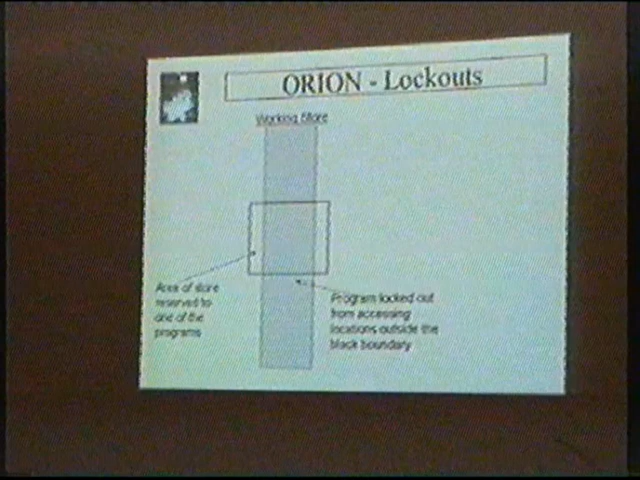 ORION - Lockouts
Working Store
Area of store
reserved to
one of the
programs
Program locked out
from accessing
locations outside the
black boundary